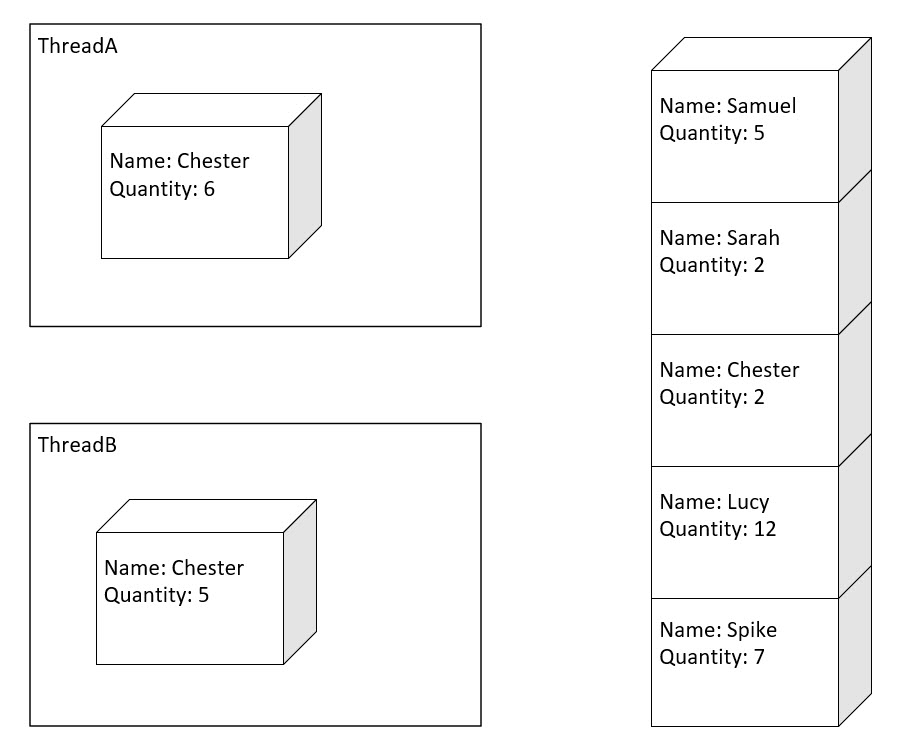 ThreadA
Name: Chester
Quantity: 6
ThreadB
Name: Chester
Quantity: 5
Name: Samuel
Quantity: 5
Name: Sarah
Quantity: 2
Name: Chester
Quantity: 2
Name: Lucy
Quantity: 12
Name: Spike
Quantity: 7